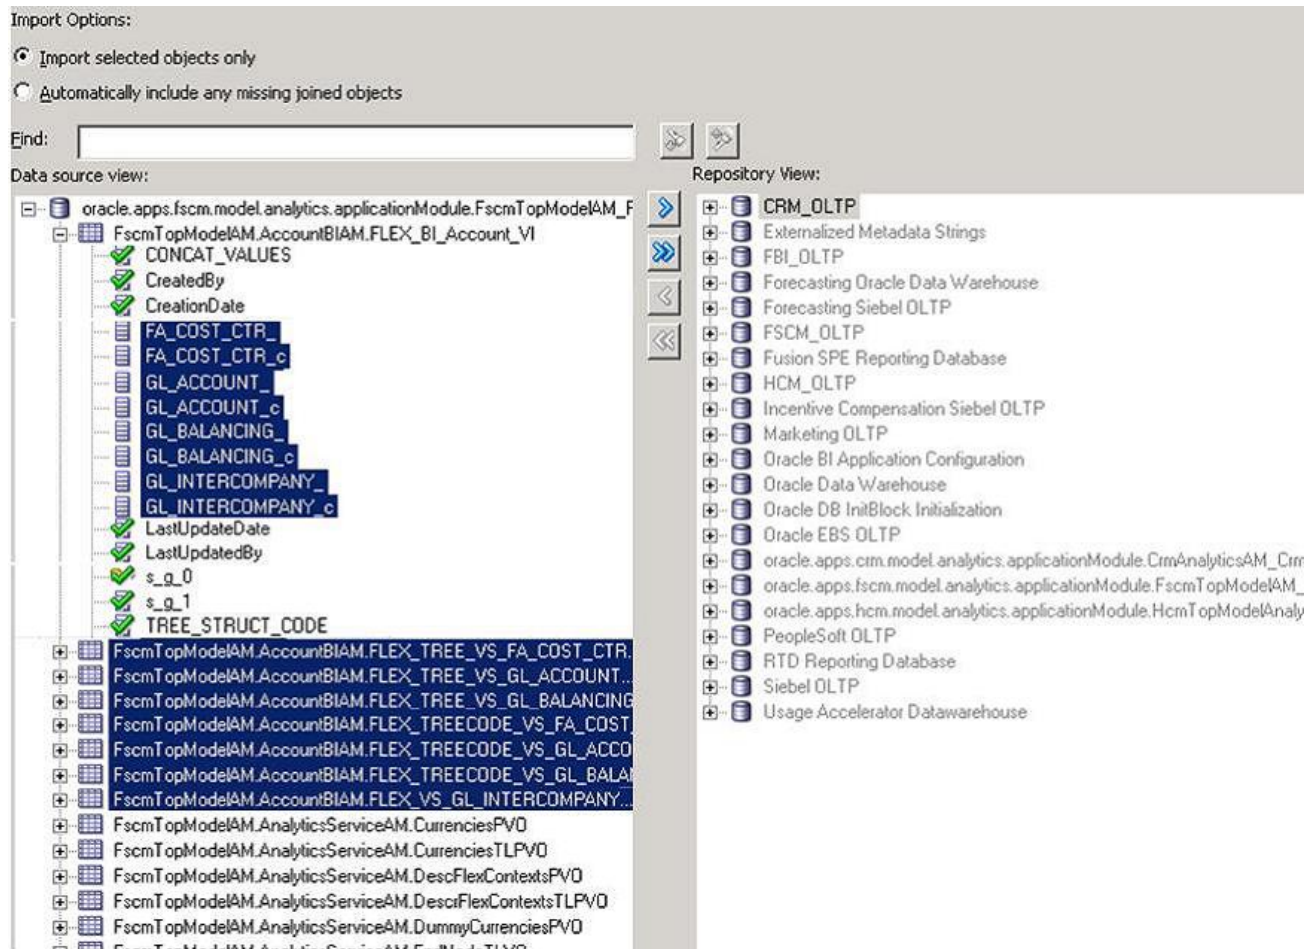 Import Options:
Import selected objects only
Automatically include any missing joined objects
Find:
Data source view:
oracle.apps.fscm.model.analytics.applicationModule.FscmTopModelAM_F
FscmTopModelAM.AccountBIAM.FLEX_BI_Account_VI
CONCAT_VALUES
CreatedBy
CreationDate
FA_COST_CTR_
FA_COST_CTR_c
GL_ACCOUNT_
GL_ACCOUNT_c
GL_BALANCING_
GL_BALANCING_c
GL_INTERCOMPANY_
GL_INTERCOMPANY_c
LastUpdateDate
LastUpdatedBy
s_g_0
s_g_1
TREE_STRUCT_CODE
FscmTopModelAM.AccountBIAM.FLEX_TREE_VS_FA_COST_CTR.
FscmTopModelAM.AccountBIAM.FLEX_TREE_VS_GL_ACCOUNT...
FscmTopModelAM.AccountBIAM.FLEX_TREE_VS_GL_BALANCING
FscmTopModelAM.AccountBIAM.FLEX_TREECODE_VS_FA_COST.
FscmTopModelAM.AccountBIAM.FLEX_TREECODE_VS_GL_ACCO
FscmTopModelAM.AccountBIAM.FLEX_TREECODE_VS_GL_BALAN
FscmTopModelAM.AccountBIAM.FLEX_VS_GL_INTERCOMPANY...
FscmTopModelAM.AnalyticsServiceAM.CurrenciesPVO
FscmTopModelAM.AnalyticsServiceAM.CurrenciesTLPVO
FscmTopModelAM.AnalyticsServiceAM.DescFlexContextsPVO
FscmTopModelAM.AnalyticsServiceAM.DescrFlexContextsTLPVO
FscmTopModelAM.AnalyticsServiceAM.DummyCurrenciesPVO
Repository View:
CRM_OLTP
Externalized Metadata Strings
FBI_OLTP
Forecasting Oracle Data Warehouse
Forecasting Siebel OLTP
FSCM_OLTP
Fusion SPE Reporting Database
HCM_OLTP
Incentive Compensation Siebel OLTP
Marketing OLTP
Oracle BI Application Configuration
Oracle Data Warehouse
Oracle DB InitBlock Initialization
Oracle EBS OLTP
oracle.apps.crm.model.analytics.applicationModule.CrmAnalyticsAM_Crm
oracle.apps.fscm.model.analytics.applicationModule.FscmTopModelAM_
oracle.apps.hcm.model.analytics.applicationModule.HcmTopModelAnaly
PeopleSoft OLTP
RTD Reporting Database
Siebel OLTP
Usage Accelerator Datawarehouse